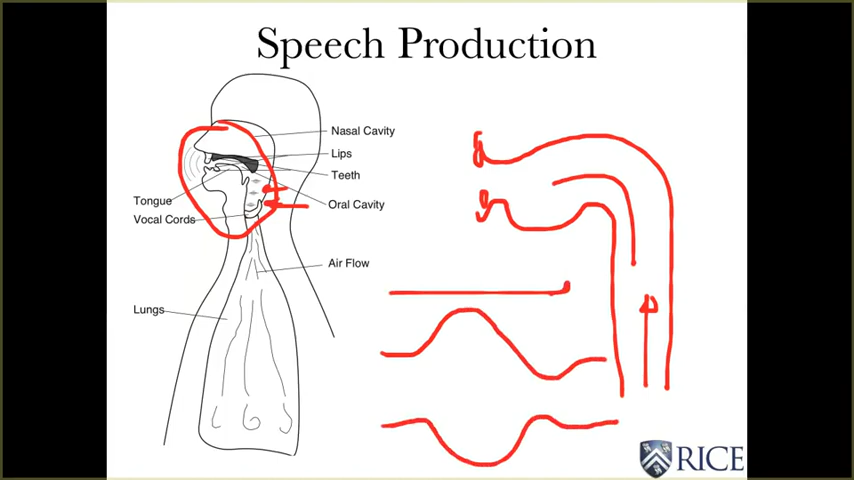 Speech Production
Nasal Cavity
Lips
Teeth
Tongue
Oral Cavity
Vocal Cords
Air Flow
Lungs
RICE